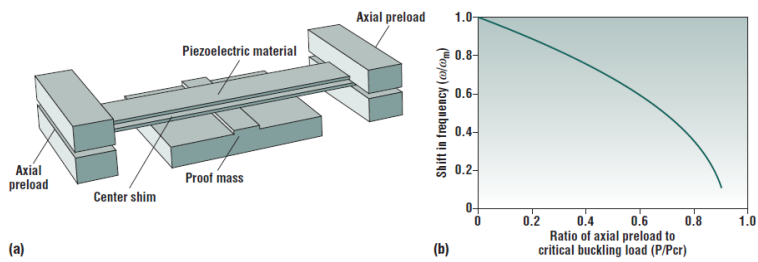 Axial preload
Piezoelectric material
Axial
preload
Center shim
Proof mass
(a)
Shift in frequency (ω/ωm)
1.0
0.8
0.6
0.4
0.2
0
0 0.2 0.4 0.6 0.8 1.0
Ratio of axial preload to
critical buckling load (P/Pcr)
(b)